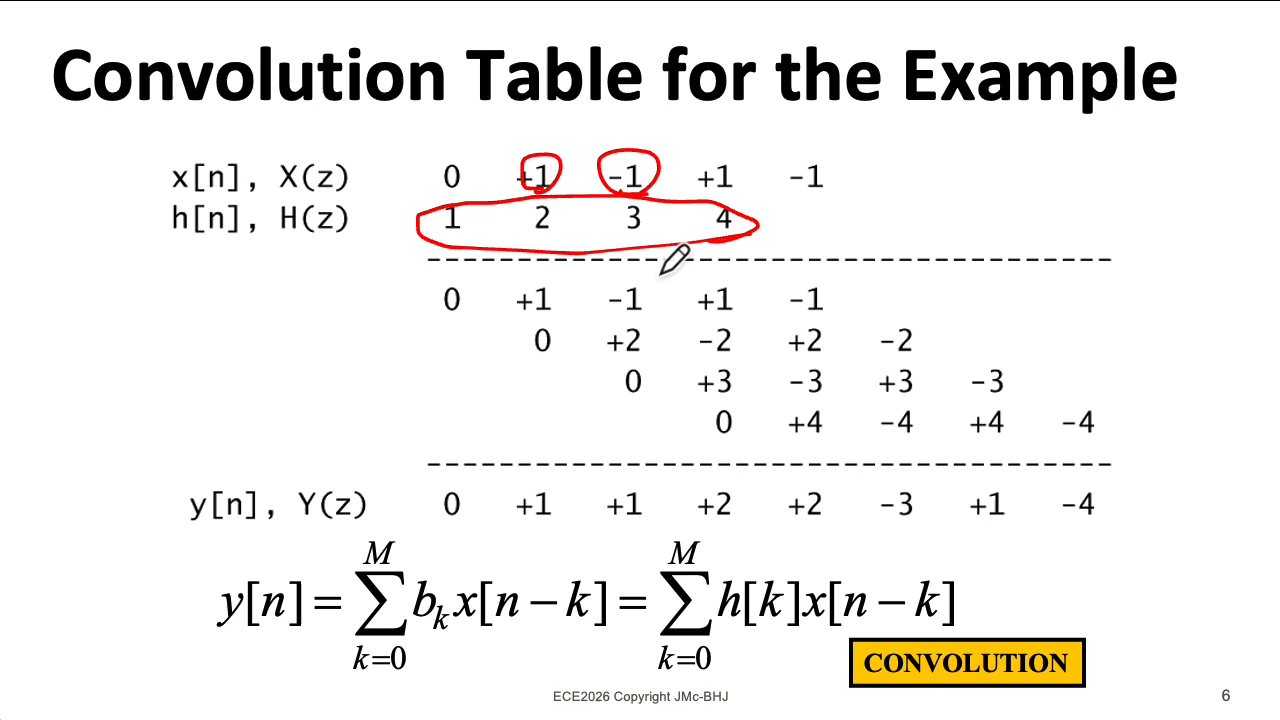 Convolution Table for the Example
x[n], X(z) 0 +1 -1 +1 -1
h[n], H(z) 1 2 3 4
---------------------------------------
0 +1 -1 +1 -1
0 +2 -2 +2 -2
0 +3 -3 +3 -3
0 +4 -4 +4 -4
---------------------------------------
y[n], Y(z) 0 +1 +1 +2 +2 -3 +1 -4
y[n] = ∑_{k=0}^{M} b_k x[n − k] = ∑_{k=0}^{M} h[k]x[n − k]
CONVOLUTION
ECE2026 Copyright JMc-BHJ
6